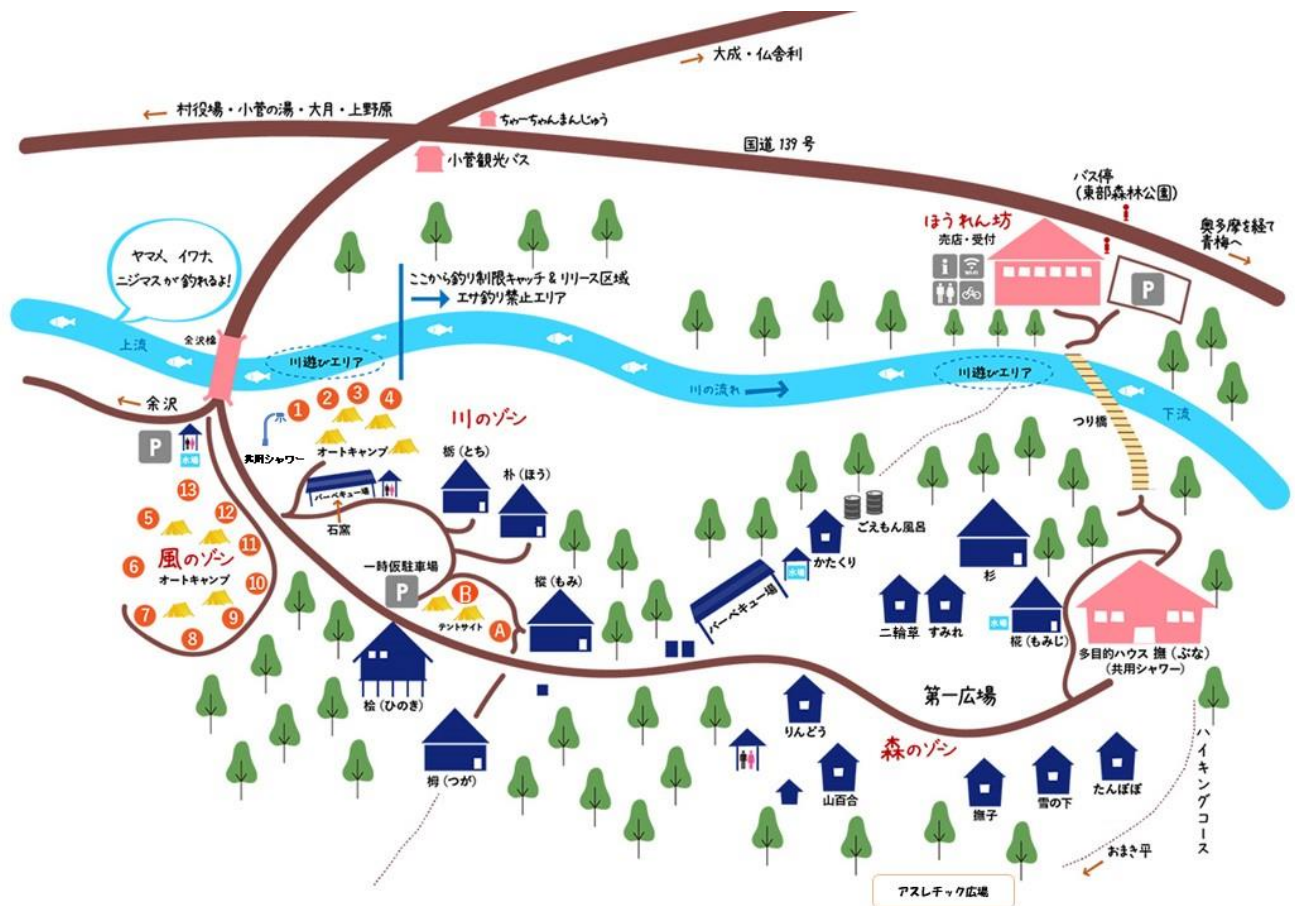 大成・仏舎利
村役場・小菅の湯・大月・上野原
ちゃーちゃんまんじゅう
小菅観光バス
国道139号
バス停
(東部森林公園)
奥多摩を経て
青梅へ
ほうれん坊
売店・受付
i
Wi-Fi
P
ヤマメ、イワナ、
ニジマスが釣れるよ!
ここから釣り制限キャッチ&リリース区域
エサ釣り禁止エリア
上流
金沢橋
川遊びエリア
川の流れ
川遊びエリア
つり橋
下流
余沢
P
水場
共用シャワー
1
2
3
4
オートキャンプ
川のゾーン
栃(とち)
朴(ほう)
バーベキュー場
石窯
13
5
12
11
6
風のゾーン
オートキャンプ
10
7
9
8
一時仮駐車場
P
B
テントサイト
A
樅(もみ)
桧(ひのき)
栂(つが)
ごえもん風呂
かたくり
水場
バーベキュー場
杉
二輪草
すみれ
水場
椛(もみじ)
多目的ハウス 撫(ぶな)
(共用シャワー)
第一広場
りんどう
森のゾーン
山百合
撫子
雪の下
たんぽぽ
ハイキングコース
おまき平
アスレチック広場